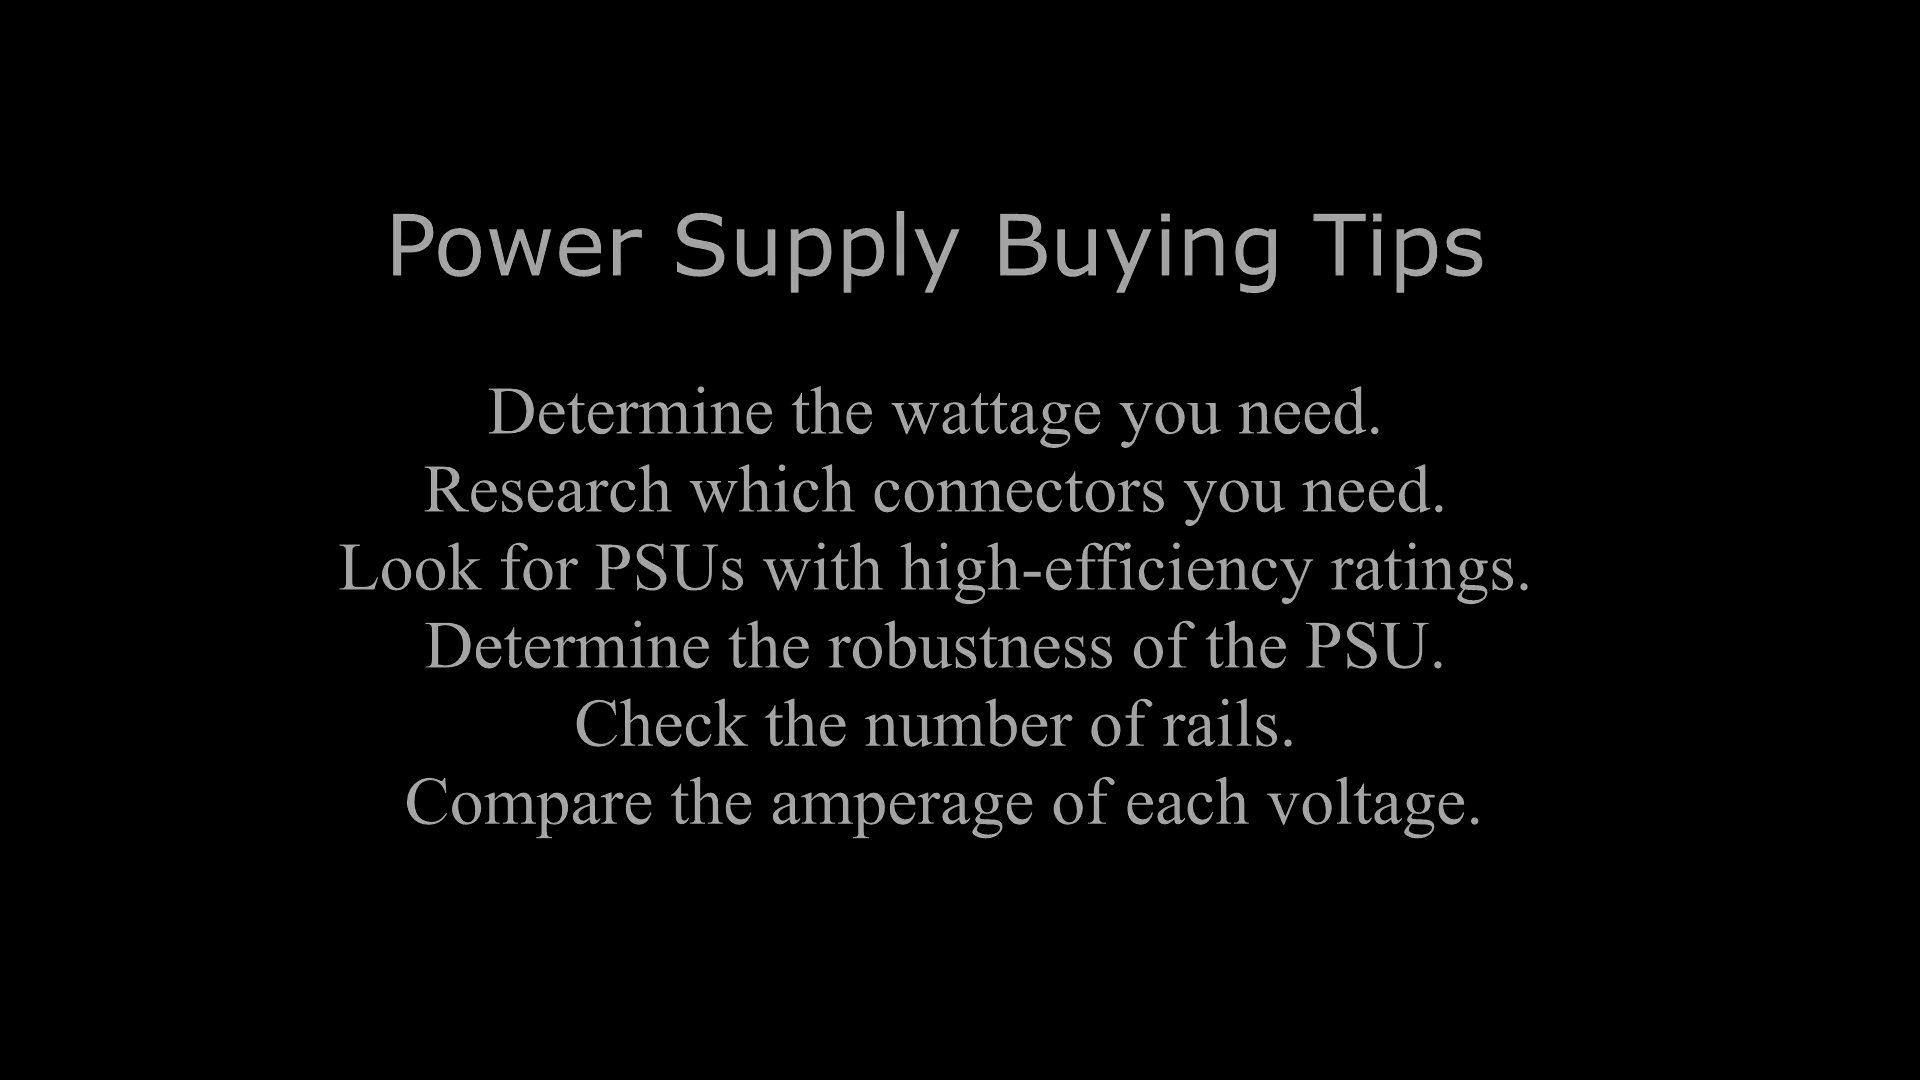 Power Supply Buying Tips
Determine the wattage you need.
Research which connectors you need.
Look for PSUs with high-efficiency ratings.
Determine the robustness of the PSU.
Check the number of rails.
Compare the amperage of each voltage.